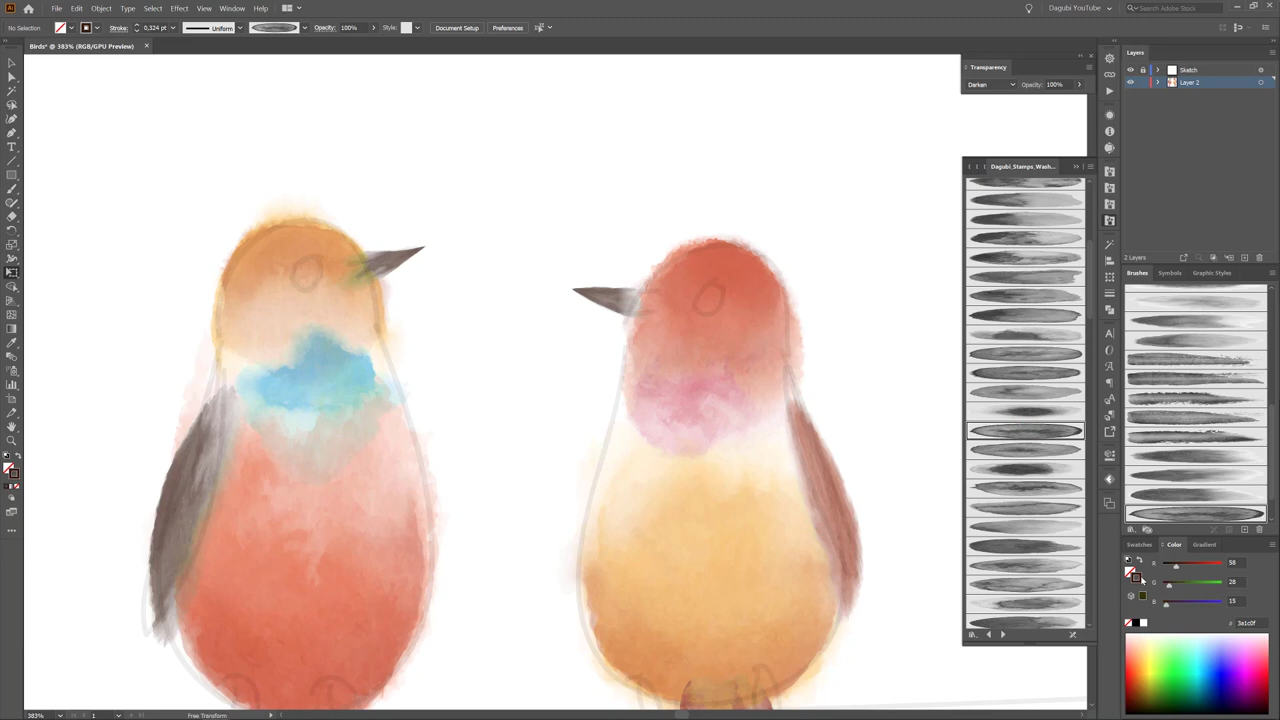 Ai File Edit Object Type Select Effect View Window Help Dagubi YouTube Search Adobe Stock
No Selection Stroke: 0,324 pt Uniform Opacity: 100% Style: Document Setup Preferences
Birds* @ 383% (RGB/GPU Preview)
Transparency
Darken Opacity: 100%
Dagubi_Stamps_Wash...
Layers
Sketch
Layer 2
2 Layers
Brushes Symbols Graphic Styles
Swatches Color Gradient
R 58
G 28
B 15
# 3a1c0f
383% 1 Free Transform